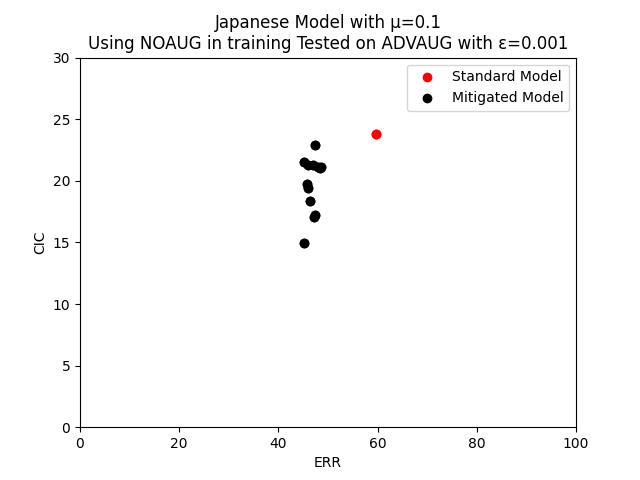 Japanese Model with μ=0.1
Using NOAUG in training Tested on ADVAUG with ε=0.001
Standard Model
Mitigated Model
30
25
20
15
10
5
0
CIC
0 20 40 60 80 100
ERR